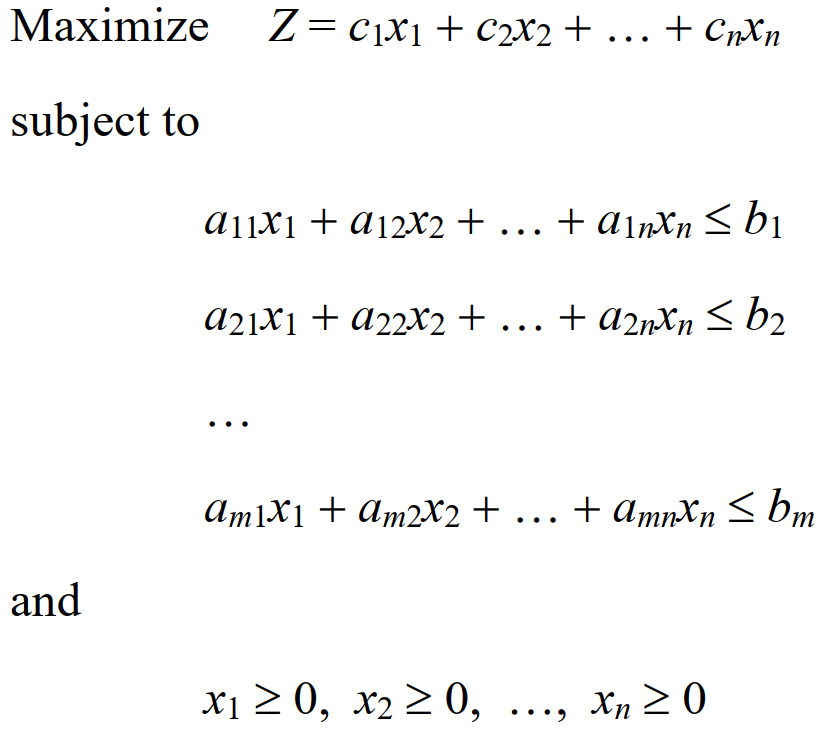 Maximize Z = c₁x₁ + c₂x₂ + … + cₙxₙ
subject to
a₁₁x₁ + a₁₂x₂ + … + a₁ₙxₙ ≤ b₁
a₂₁x₁ + a₂₂x₂ + … + a₂ₙxₙ ≤ b₂
…
aₘ₁x₁ + aₘ₂x₂ + … + aₘₙxₙ ≤ bₘ
and
x₁ ≥ 0, x₂ ≥ 0, …, xₙ ≥ 0